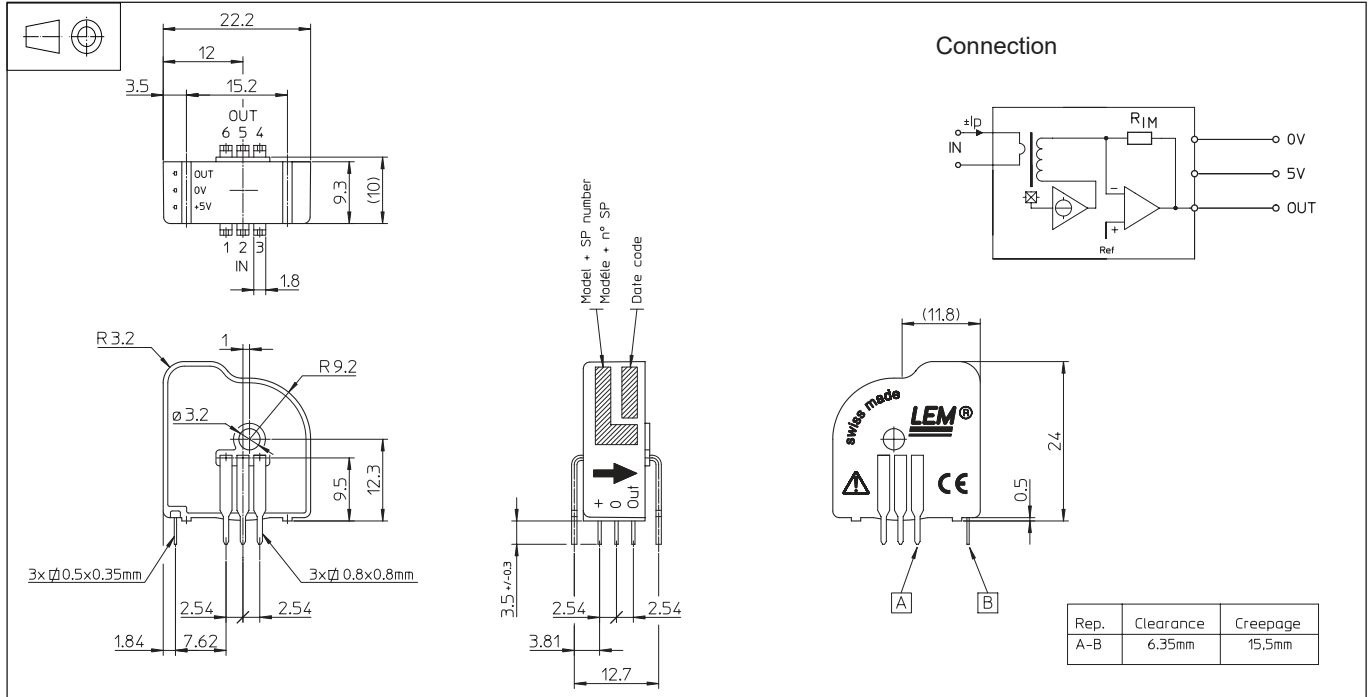 22.2
12
3.5
15.2
OUT
6 5 4
OUT
0V
+5V
9.3
(10)
1 2 3
IN
1.8
Connection
±Ip
IN
RIM
0V
5V
OUT
−
+
Ref
R3.2
1
R9.2
ø3.2
9.5
12.3
3x 0.5x0.35mm
3x 0.8x0.8mm
2.54
2.54
1.84
7.62
Model + SP number
Modéle + n° SP
Date code
+
0
Out
3.5 +/-0.3
2.54
2.54
3.81
12.7
(11.8)
swiss made
LEM®
CE
24
0.5
A
B
Rep. Clearance Creepage
A-B 6.35mm 15,5mm